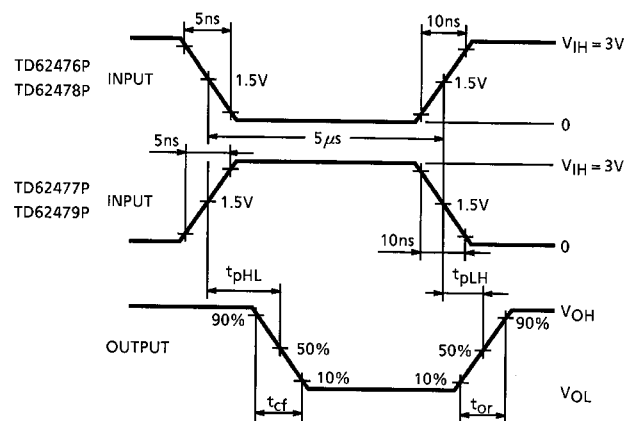 5ns
10ns
V_IH = 3V
TD62476P
TD62478P
INPUT
1.5V
1.5V
0
5μs
5ns
V_IH = 3V
TD62477P
TD62479P
INPUT
1.5V
1.5V
0
10ns
t_pHL
t_pLH
V_OH
90%
90%
OUTPUT
50%
50%
10%
10%
V_OL
t_cf
t_or